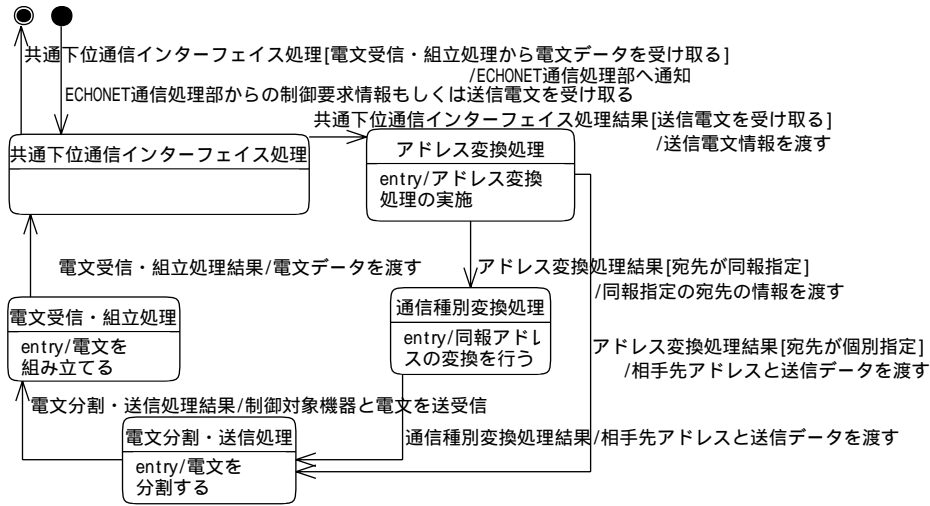 共通下位通信インターフェイス処理[電文受信・組立処理から電文データを受け取る]
/ECHONET通信処理部へ通知
ECHONET通信処理部からの制御要求情報もしくは送信電文を受け取る
共通下位通信インターフェイス処理結果[送信電文を受け取る]
/送信電文情報を渡す
共通下位通信インターフェイス処理
アドレス変換処理
entry/アドレス変換
処理の実施
電文受信・組立処理結果/電文データを渡す
アドレス変換処理結果[宛先が同報指定]
/同報指定の宛先の情報を渡す
通信種別変換処理
entry/同報アドレ
スの変換を行う
電文受信・組立処理
entry/電文を
組み立てる
アドレス変換処理結果[宛先が個別指定]
/相手先アドレスと送信データを渡す
電文分割・送信処理結果/制御対象機器と電文を送受信
電文分割・送信処理
entry/電文を
分割する
通信種別変換処理結果/相手先アドレスと送信データを渡す